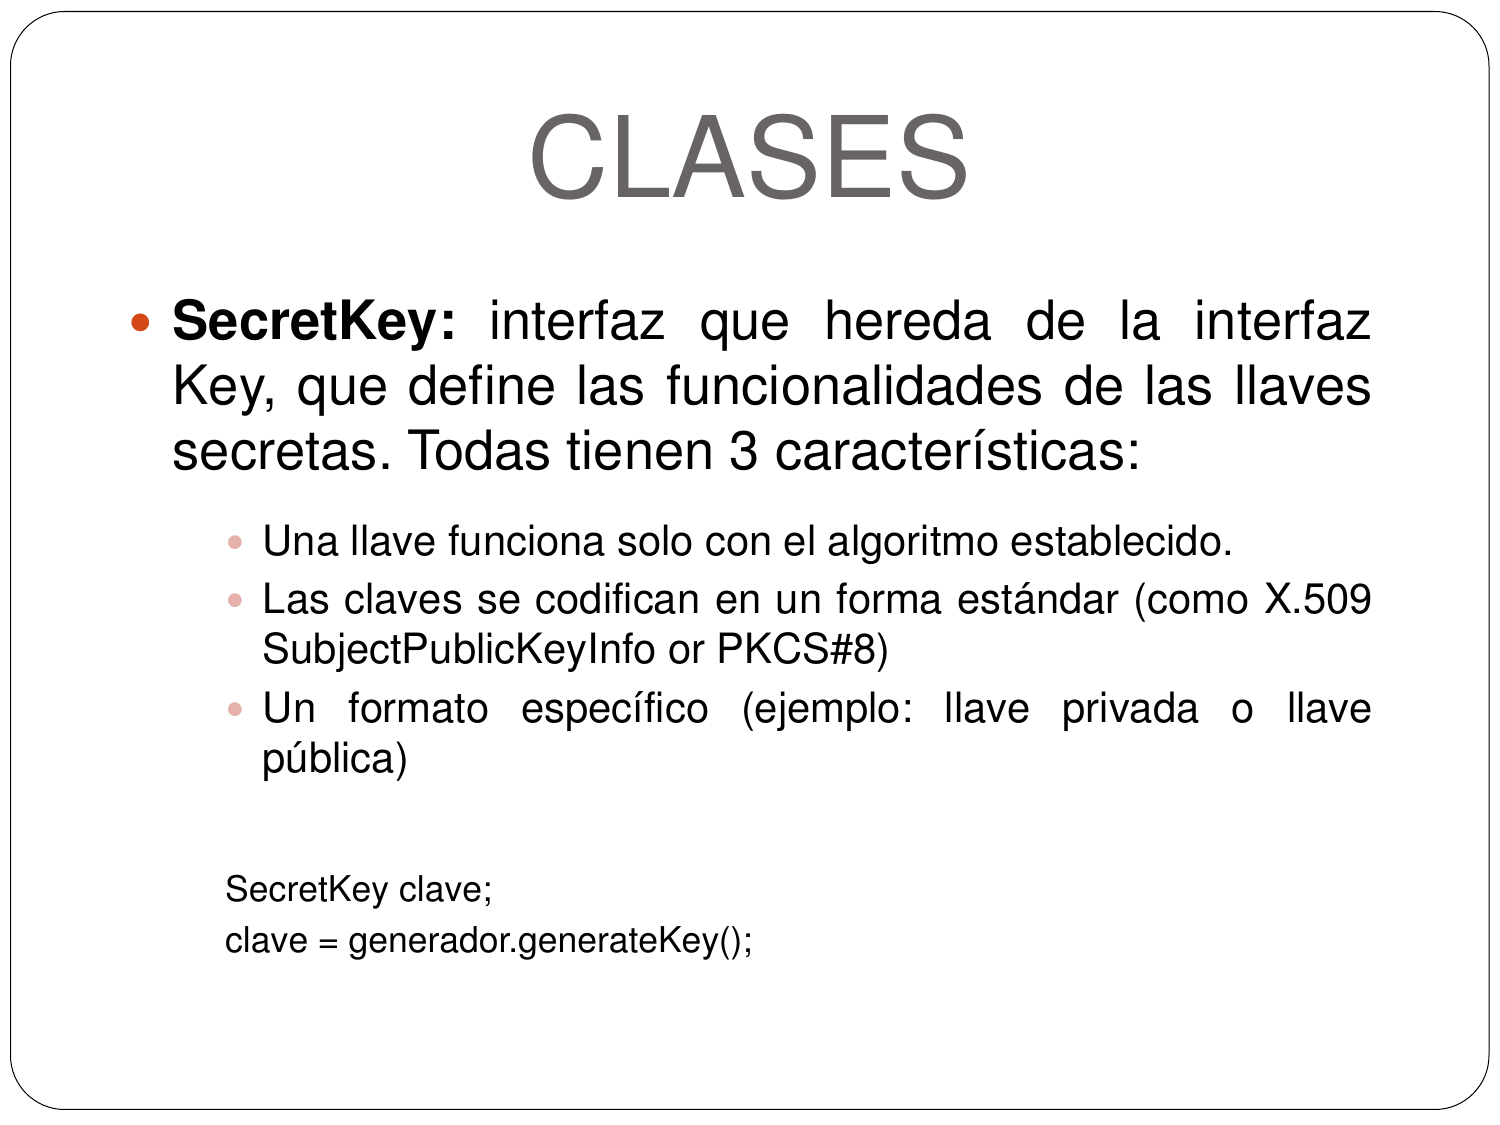 CLASES
• SecretKey: interfaz que hereda de la interfaz
Key, que define las funcionalidades de las llaves
secretas. Todas tienen 3 características:
• Una llave funciona solo con el algoritmo establecido.
• Las claves se codifican en un forma estándar (como X.509
SubjectPublicKeyInfo or PKCS#8)
• Un formato específico (ejemplo: llave privada o llave
pública)
SecretKey clave;
clave = generador.generateKey();